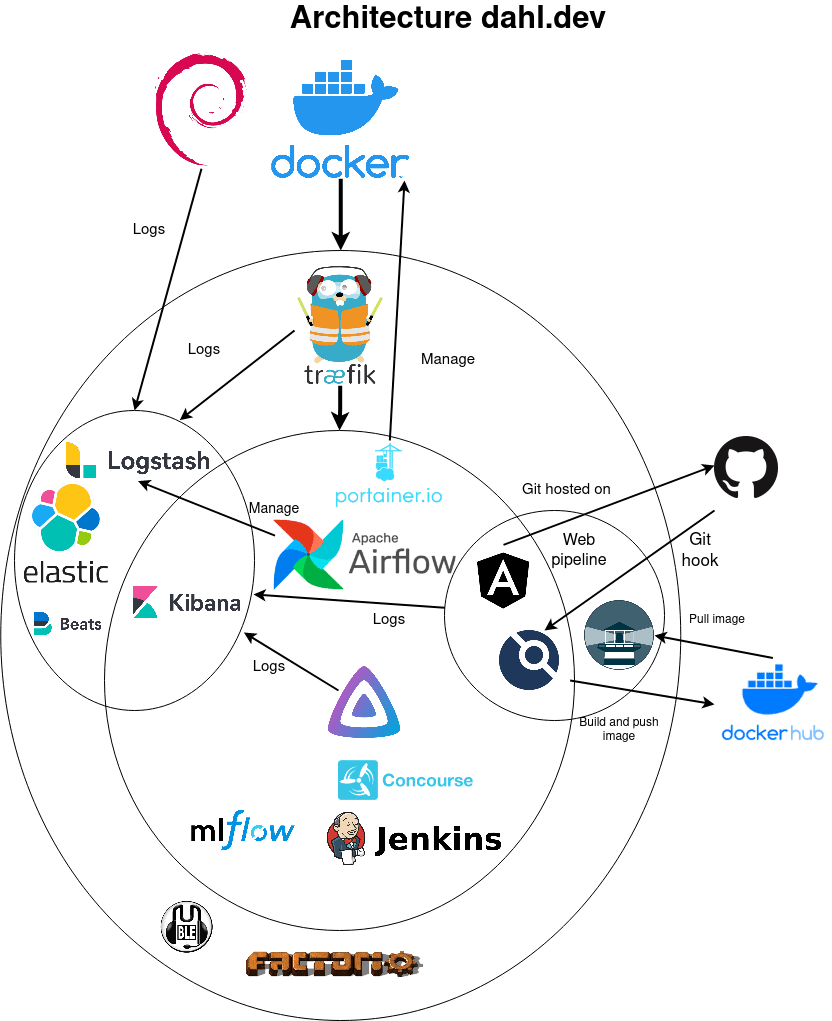 Architecture dahl.dev
docker
Logs
træfik
Logs
Manage
Logstash
portainer.io
Git hosted on
Manage
Apache
Airflow
Web
pipeline
Git
hook
elastic
Kibana
Beats
Logs
Pull image
Logs
docker hub
Build and push
image
Concourse
mlflow
Jenkins
BLE
FACTORIO